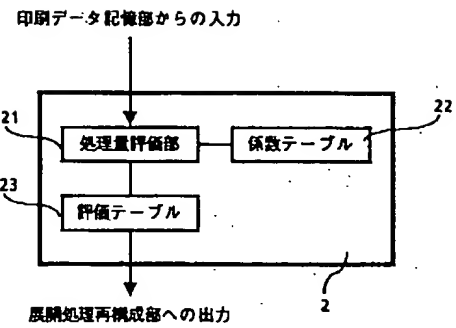 印刷データ記憶部からの入力
21
処理量評価部
22
係数テーブル
23
評価テーブル
2
展開処理再構成部への出力